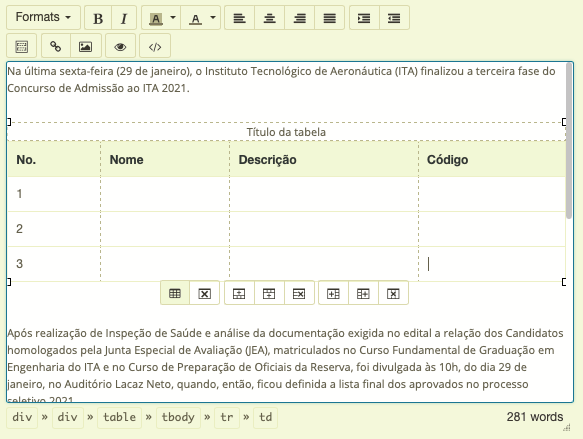 Formats B I A A
</>
Na última sexta-feira (29 de janeiro), o Instituto Tecnológico de Aeronáutica (ITA) finalizou a terceira fase do
Concurso de Admissão ao ITA 2021.
Título da tabela
No. Nome Descrição Código
1
2
3
Após realização de Inspeção de Saúde e análise da documentação exigida no edital a relação dos Candidatos
homologados pela Junta Especial de Avaliação (JEA), matriculados no Curso Fundamental de Graduação em
Engenharia do ITA e no Curso de Preparação de Oficiais da Reserva, foi divulgada às 10h, do dia 29 de
janeiro, no Auditório Lacaz Neto, quando, então, ficou definida a lista final dos aprovados no processo
seletivo 2021
div » div » table » tbody » tr » td 281 words